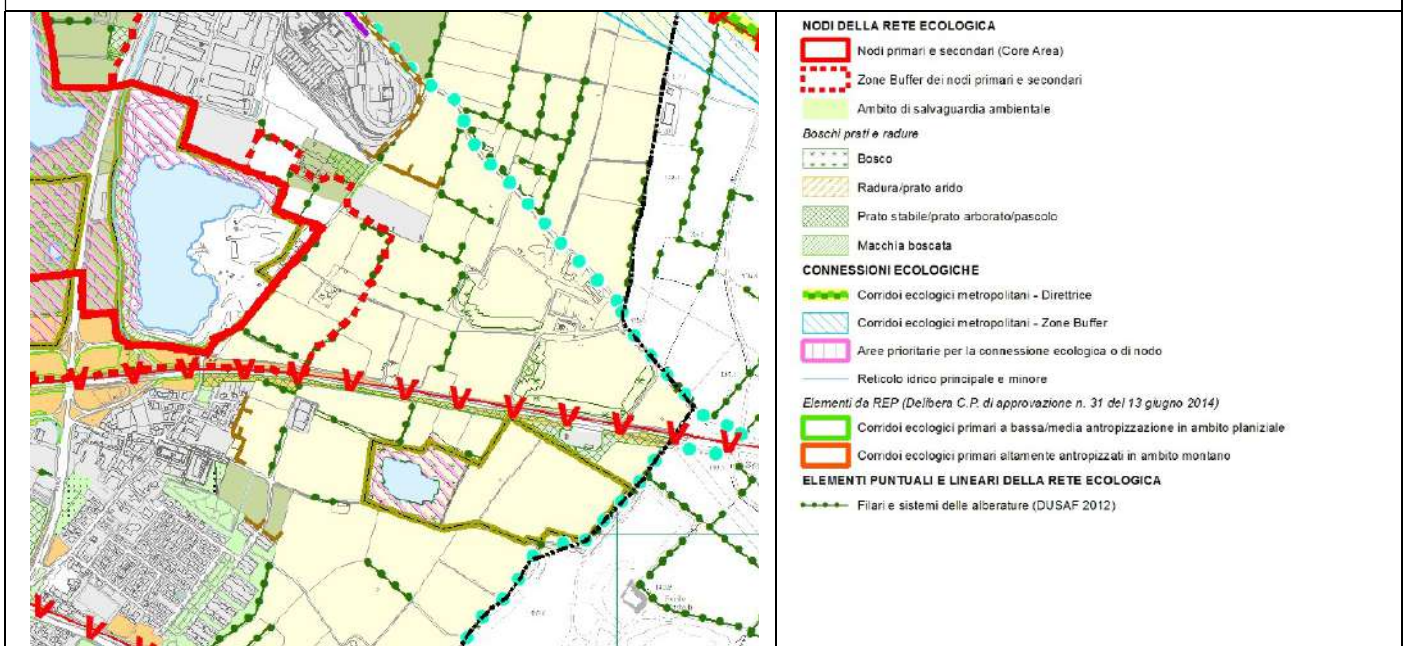 NODI DELLA RETE ECOLOGICA
Nodi primari e secondari (Core Area)
Zone Buffer dei nodi primari e secondari
Ambito di salvaguardia ambientale
Boschi prati e radure
Bosco
Radura/prato arido
Prato stabile/prato arborato/pascolo
Macchia boscata
CONNESSIONI ECOLOGICHE
Corridoi ecologici metropolitani - Direttrice
Corridoi ecologici metropolitani - Zone Buffer
Aree prioritarie per la connessione ecologica o di nodo
Reticolo idrico principale e minore
Elementi da REP (Delibera C.P. di approvazione n. 31 del 13 giugno 2014)
Corridoi ecologici primari a bassa/media antropizzazione in ambito planiziale
Corridoi ecologici primari altamente antropizzati in ambito montano
ELEMENTI PUNTUALI E LINEARI DELLA RETE ECOLOGICA
Filari e sistemi delle alberature (DUSAF 2012)